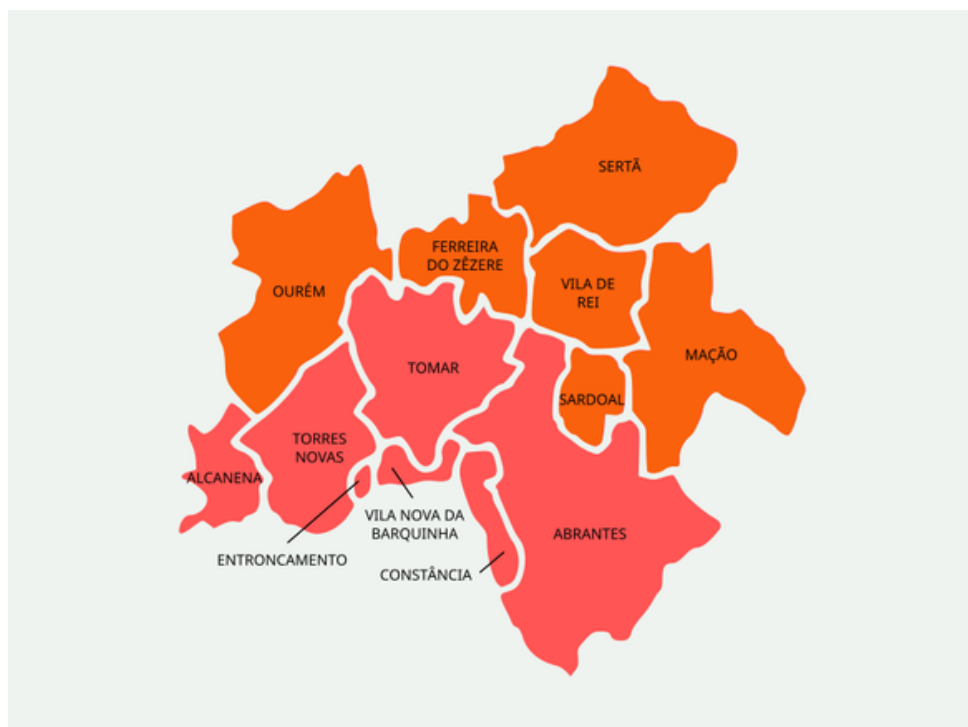 SERTÃ
FERREIRA
DO ZÊZERE
VILA DE
REI
OURÉM
MAÇÃO
TOMAR
SARDOAL
TORRES
NOVAS
ALCANENA
VILA NOVA DA
BARQUINHA
ABRANTES
ENTRONCAMENTO
CONSTÂNCIA